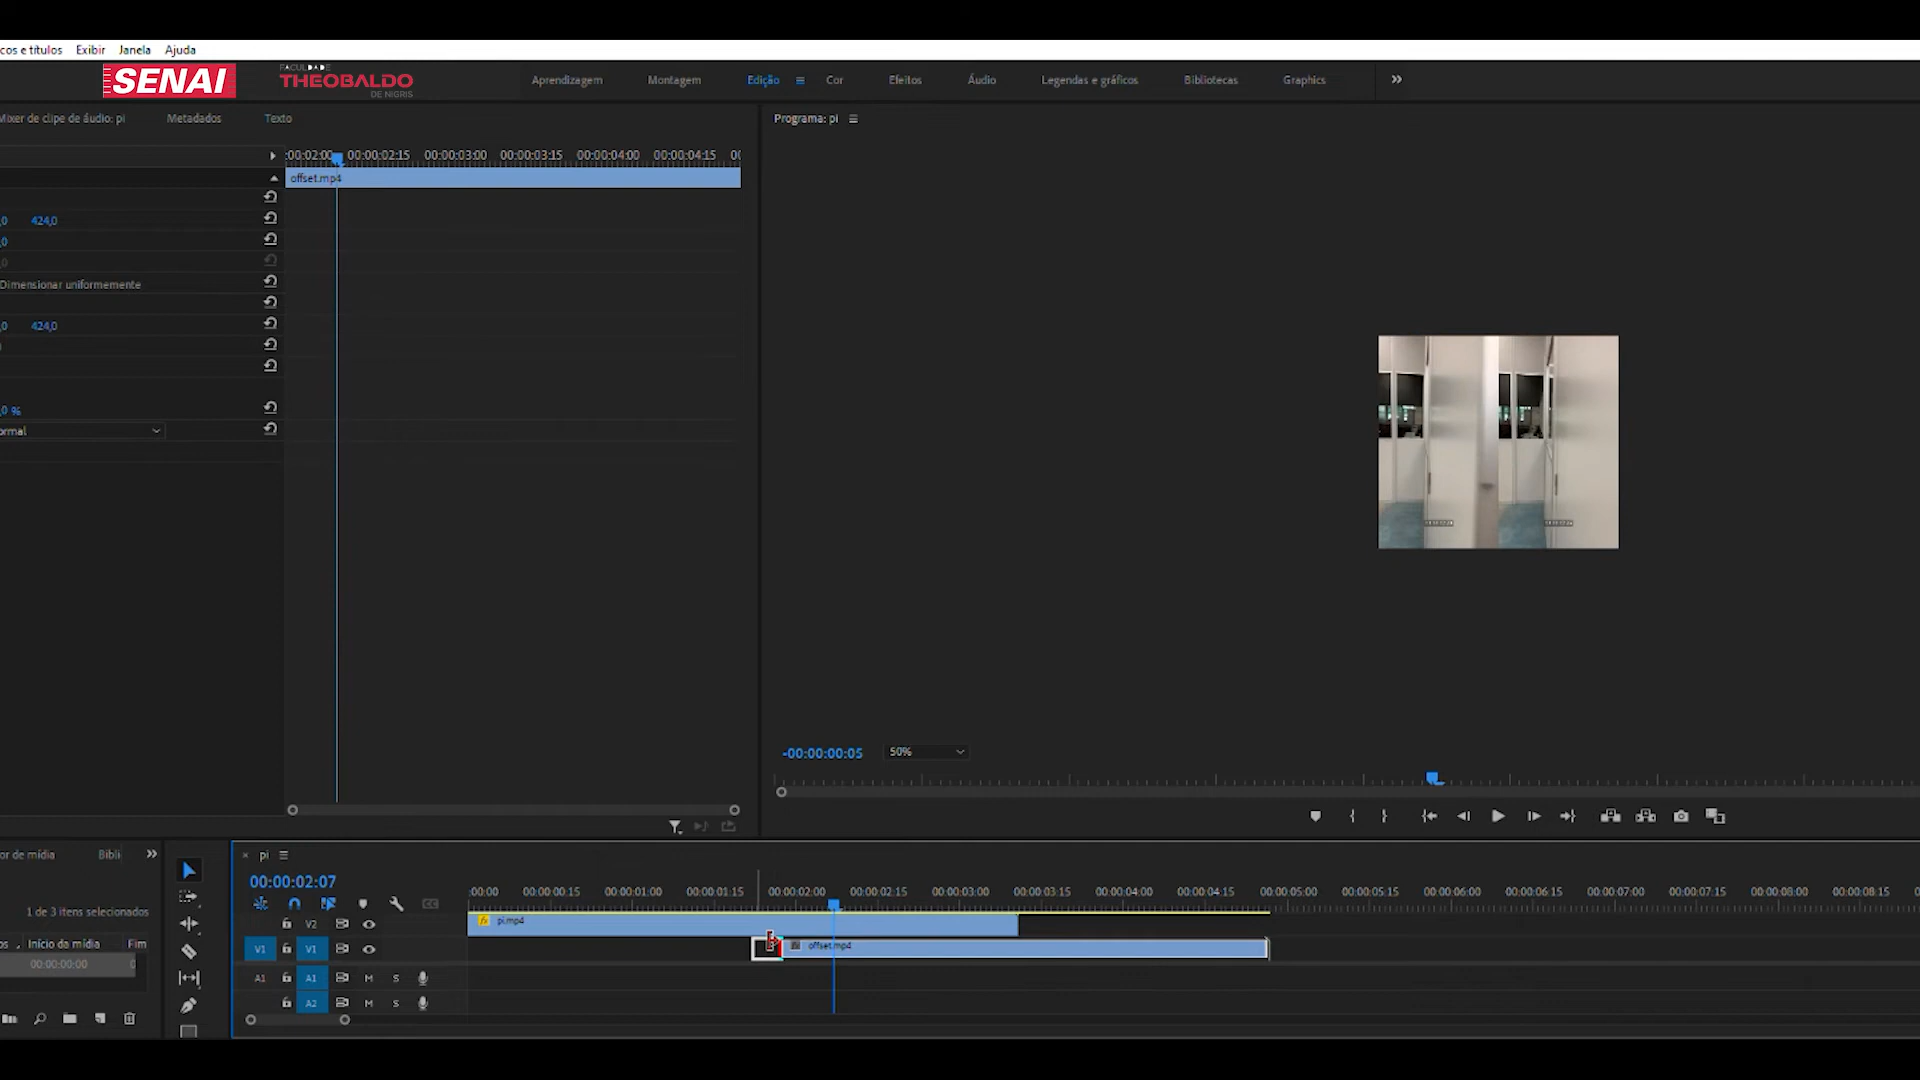 cos e títulos Exibir Janela Ajuda
SENAI
FACULDADE
THEOBALDO
DE NIGRIS
Aprendizagem Montagem Edição Cor Efeitos Áudio Legendas e gráficos Bibliotecas Graphics
Mixer de clipe de áudio: pi Metadados Texto
Programa: pi
:00:02:00 00:00:02:15 00:00:03:00 00:00:03:15 00:00:04:00 00:00:04:15 00
offset.mp4
,0 424,0
,0
,0
Dimensionar uniformemente
,0 424,0
,0 %
ormal
-00:00:00:05 50%
or de mídia Bibli
pi
00:00:02:07
:00:00 00:00:00:15 00:00:01:00 00:00:01:15 00:00:02:00 00:00:02:15 00:00:03:00 00:00:03:15 00:00:04:00 00:00:04:15 00:00:05:00 00:00:05:15 00:00:06:00 00:00:06:15 00:00:07:00 00:00:07:15 00:00:08:00 00:00:08:15
1 de 3 itens selecionados
V2 fx pi.mp4
os Início da mídia Fim
V1 V1 offset.mp4
00:00:00:00 0
A1 A1 M S
A2 M S